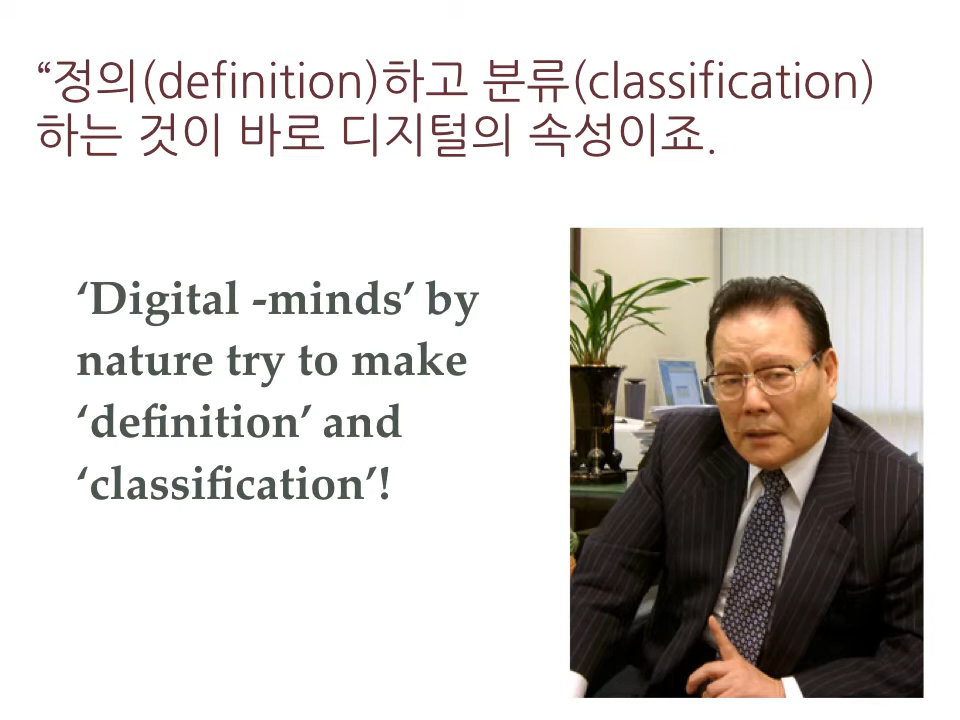 “정의(definition)하고 분류(classification)
하는 것이 바로 디지털의 속성이죠.
‘Digital -minds’ by
nature try to make
‘definition’ and
‘classification’!